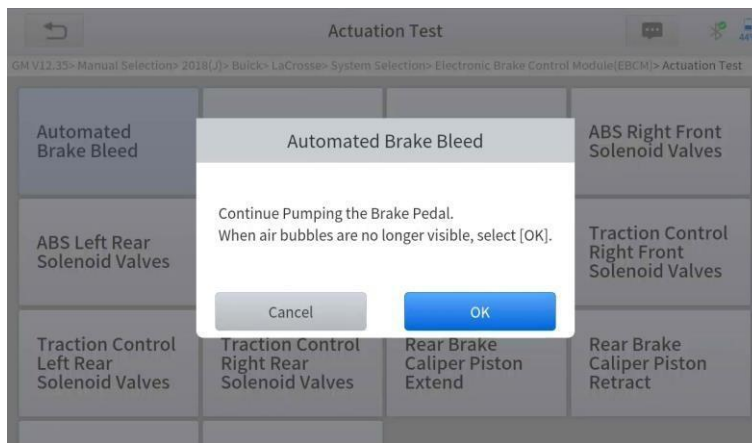 Actuation Test
GM V12.35> Manual Selection> 2018(J)> Buick> LaCrosse> System Selection> Electronic Brake Control Module(EBCM)> Actuation Test
Automated
Brake Bleed
ABS Right Front
Solenoid Valves
Automated Brake Bleed
Continue Pumping the Brake Pedal.
When air bubbles are no longer visible, select [OK].
Cancel
OK
ABS Left Rear
Solenoid Valves
Traction Control
Right Front
Solenoid Valves
Traction Control
Left Rear
Solenoid Valves
Traction Control
Right Rear
Solenoid Valves
Rear Brake
Caliper Piston
Extend
Rear Brake
Caliper Piston
Retract